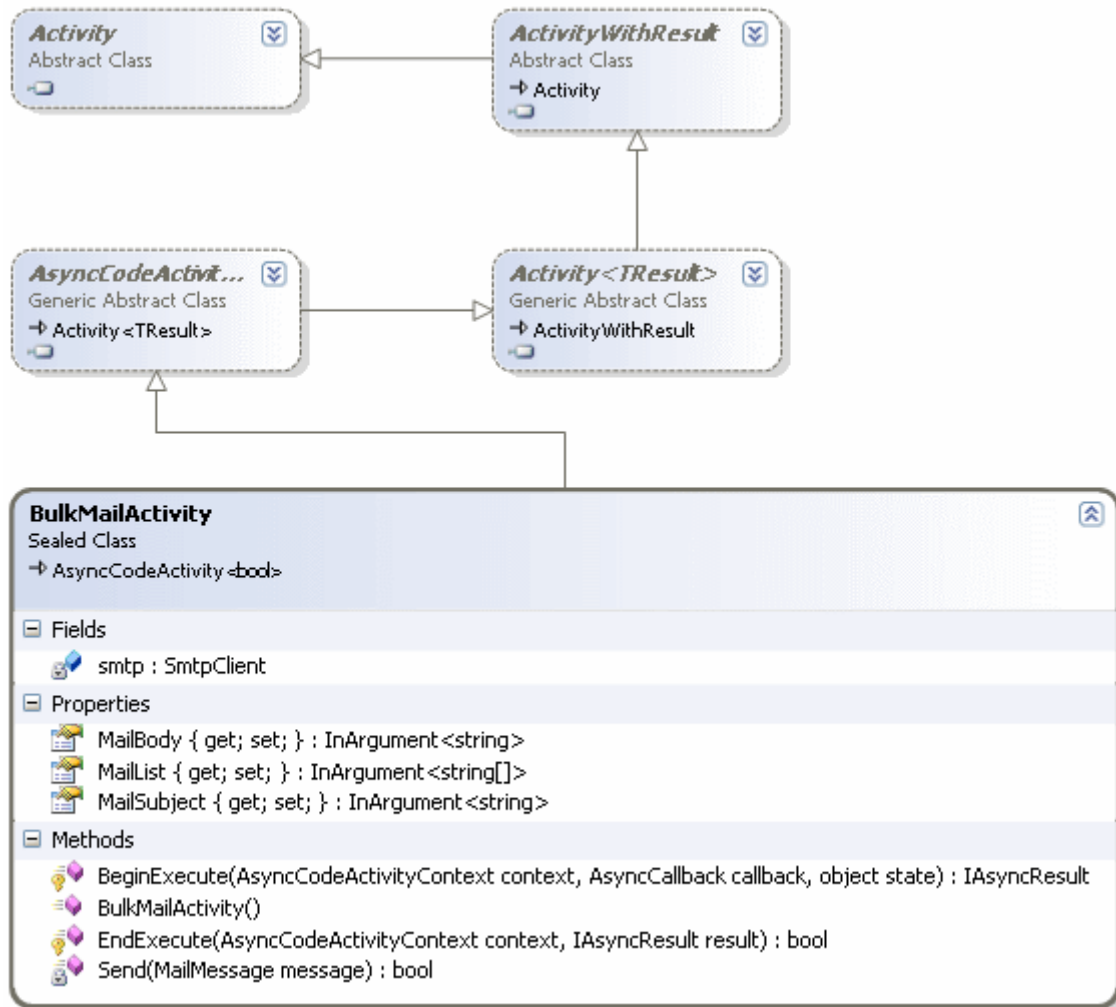 Activity
Abstract Class
ActivityWithResult
Abstract Class
Activity
AsyncCodeActivit...
Generic Abstract Class
Activity<TResult>
Activity<TResult>
Generic Abstract Class
ActivityWithResult
BulkMailActivity
Sealed Class
AsyncCodeActivity<bool>
Fields
smtp : SmtpClient
Properties
MailBody { get; set; } : InArgument<string>
MailList { get; set; } : InArgument<string[]>
MailSubject { get; set; } : InArgument<string>
Methods
BeginExecute(AsyncCodeActivityContext context, AsyncCallback callback, object state) : IAsyncResult
BulkMailActivity()
EndExecute(AsyncCodeActivityContext context, IAsyncResult result) : bool
Send(MailMessage message) : bool